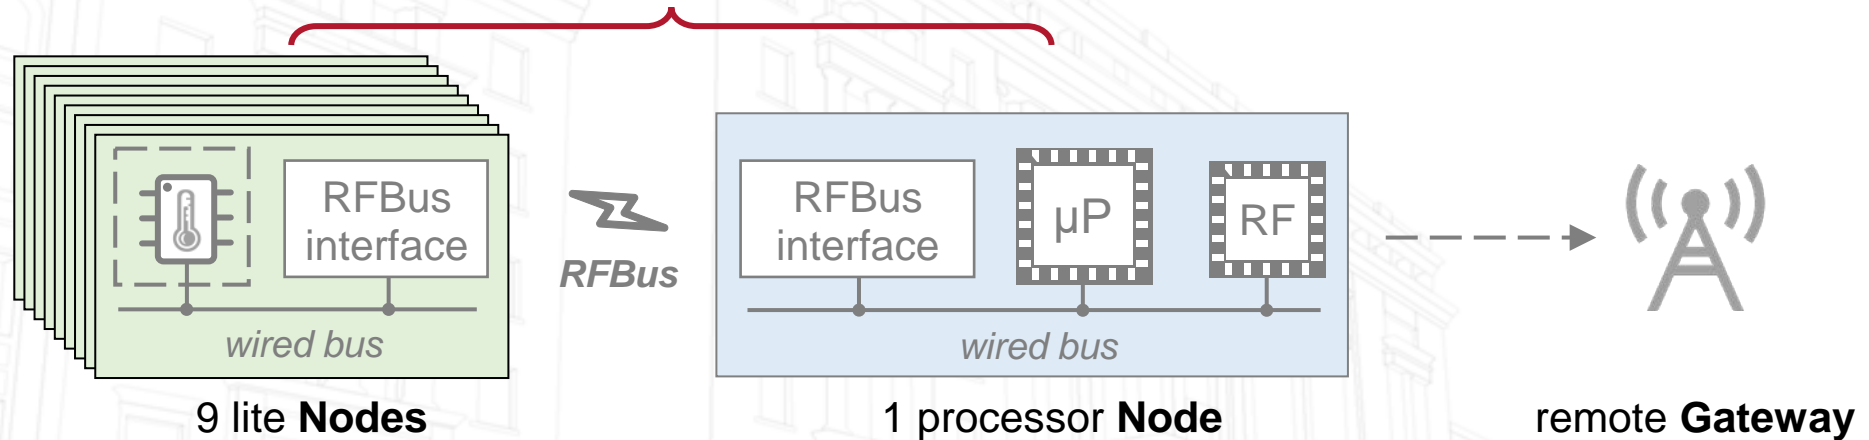 RFBus
interface
wired bus
9 lite Nodes
RFBus
RFBus
interface
µP
RF
wired bus
1 processor Node
remote Gateway